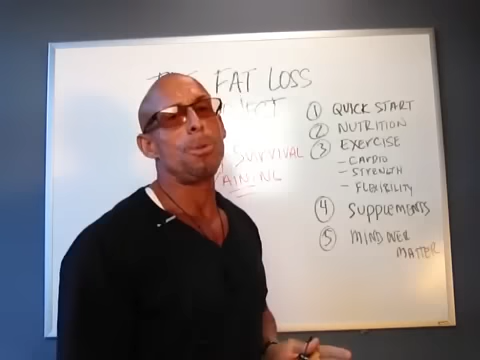 FAT LOSS
SURVIVAL
① QUICK START
② NUTRITION
③ EXERCISE
- CARDIO
- STRENGTH
- FLEXIBILITY
④ SUPPLEMENTS
⑤ MIND OVER
MATTER